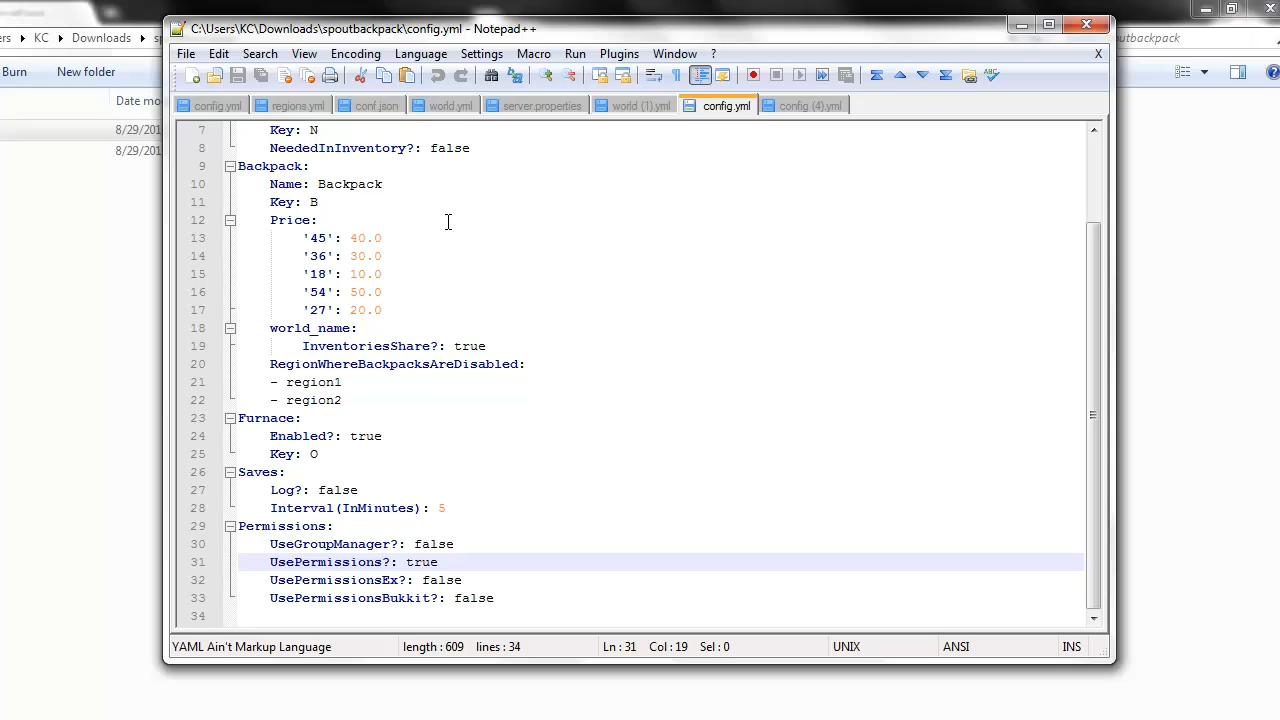 C:\Users\KC\Downloads\spoutbackpack\config.yml - Notepad++
KC Downloads
outbackpack
File Edit Search View Encoding Language Settings Macro Run Plugins Window ? X
Burn New folder
Date mo
8/29/201
8/29/201
config.yml regions.yml conf.json world.yml server.properties world (1).yml config.yml config (4).yml
7 Key: N
8 NeededInInventory?: false
9 Backpack:
10 Name: Backpack
11 Key: B
12 Price:
13 '45': 40.0
14 '36': 30.0
15 '18': 10.0
16 '54': 50.0
17 '27': 20.0
18 world_name:
19 InventoriesShare?: true
20 RegionWhereBackpacksAreDisabled:
21 - region1
22 - region2
23 Furnace:
24 Enabled?: true
25 Key: O
26 Saves:
27 Log?: false
28 Interval(InMinutes): 5
29 Permissions:
30 UseGroupManager?: false
31 UsePermissions?: true
32 UsePermissionsEx?: false
33 UsePermissionsBukkit?: false
34
YAML Ain't Markup Language length : 609 lines : 34 Ln : 31 Col : 19 Sel : 0 UNIX ANSI INS